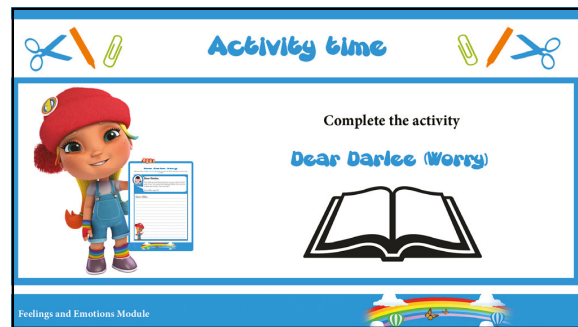 Activity time
Complete the activity
Dear Darlee (Worry)
Feelings and Emotions Module